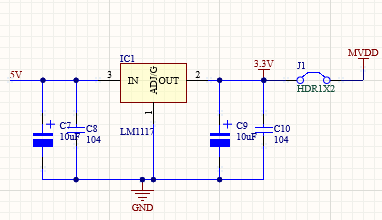 IC1
5V
3
IN
ADJ/G
OUT
2
3.3V
J1
HDR1X2
MVDD
1
LM1117
C7
10uF
C8
104
C9
10uF
C10
104
GND